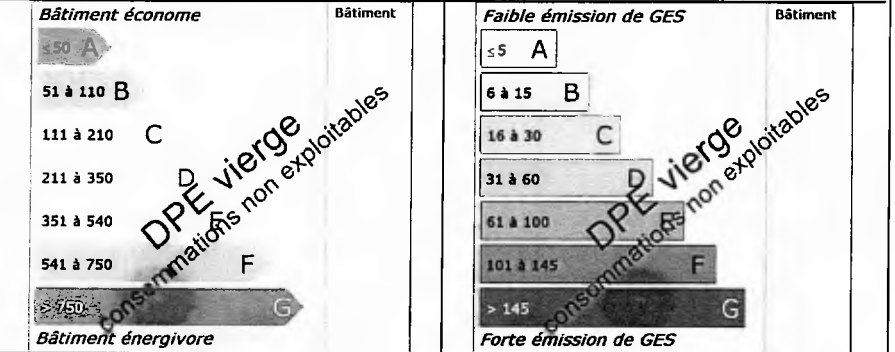 Bâtiment économe
Bâtiment
≤50 A
51 à 110 B
111 à 210 C
211 à 350 D
351 à 540 E
541 à 750 F
> 750 G
Bâtiment énergivore
DPE vierge
consommations non exploitables
Faible émission de GES
Bâtiment
≤5 A
6 à 15 B
16 à 30 C
31 à 60 D
61 à 100 E
101 à 145 F
> 145 G
Forte émission de GES
DPE vierge
consommations non exploitables